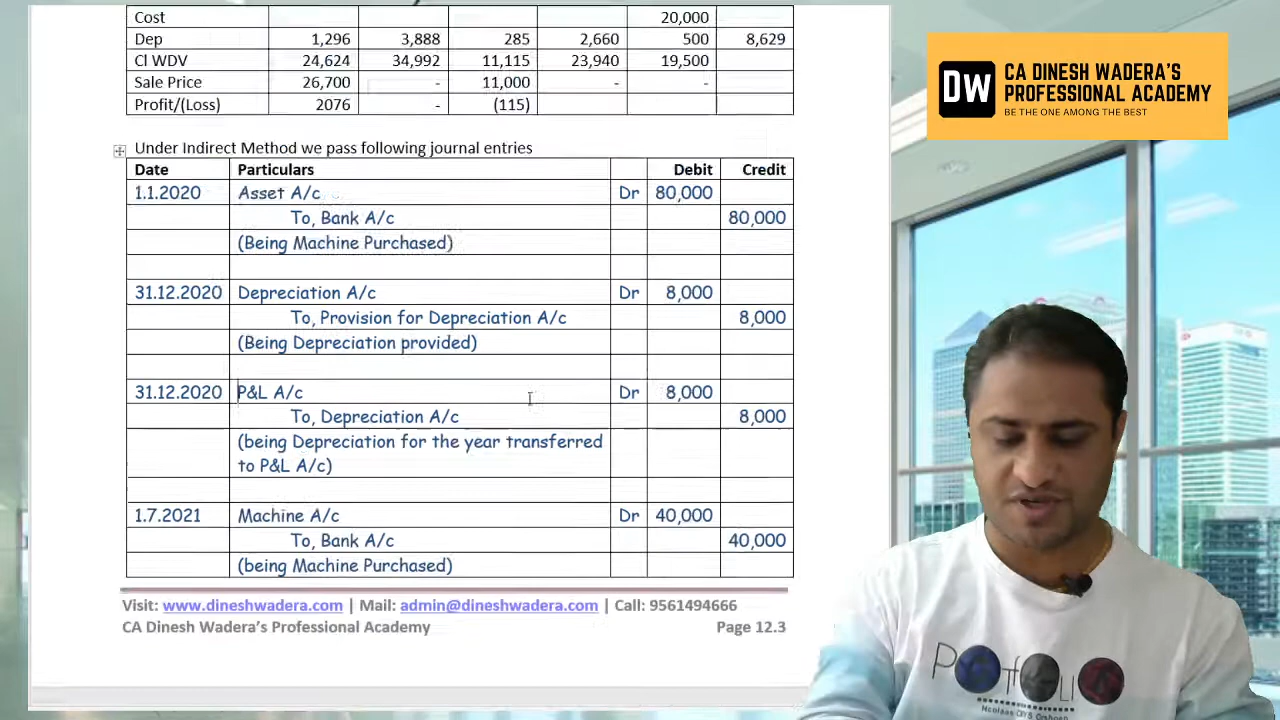 Cost 20,000
Dep 1,296 3,888 285 2,660 500 8,629
Cl WDV 24,624 34,992 11,115 23,940 19,500
Sale Price 26,700 - 11,000 - -
Profit/(Loss) 2076 - (115)
Under Indirect Method we pass following journal entries
Date Particulars Debit Credit
1.1.2020 Asset A/c Dr 80,000
To, Bank A/c 80,000
(Being Machine Purchased)
31.12.2020 Depreciation A/c Dr 8,000
To, Provision for Depreciation A/c 8,000
(Being Depreciation provided)
31.12.2020 P&L A/c Dr 8,000
To, Depreciation A/c 8,000
(being Depreciation for the year transferred
to P&L A/c)
1.7.2021 Machine A/c Dr 40,000
To, Bank A/c 40,000
(being Machine Purchased)
Visit: www.dineshwadera.com | Mail: admin@dineshwadera.com | Call: 9561494666
CA Dinesh Wadera's Professional Academy Page 12.3
DW
CA DINESH WADERA'S
PROFESSIONAL ACADEMY
BE THE ONE AMONG THE BEST